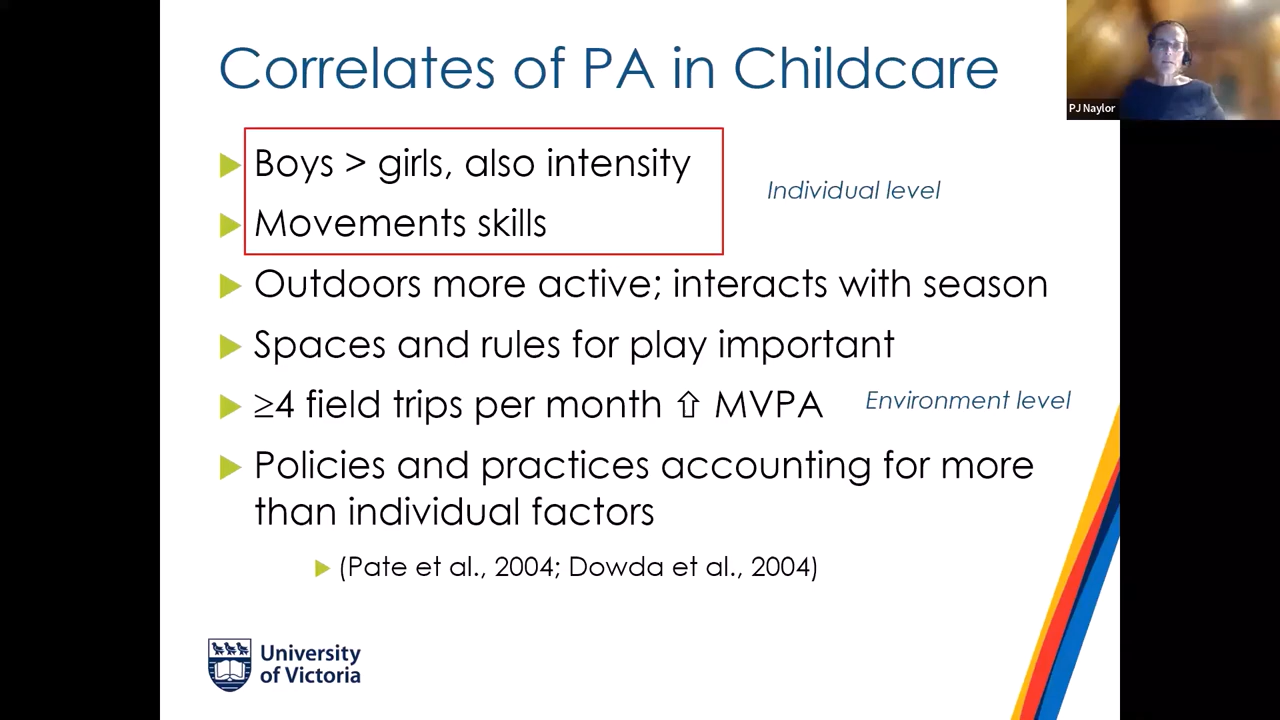 Correlates of PA in Childcare
PJ Naylor
Boys > girls, also intensity
Individual level
Movements skills
Outdoors more active; interacts with season
Spaces and rules for play important
≥4 field trips per month ⇧ MVPA
Environment level
Policies and practices accounting for more
than individual factors
(Pate et al., 2004; Dowda et al., 2004)
University
of Victoria